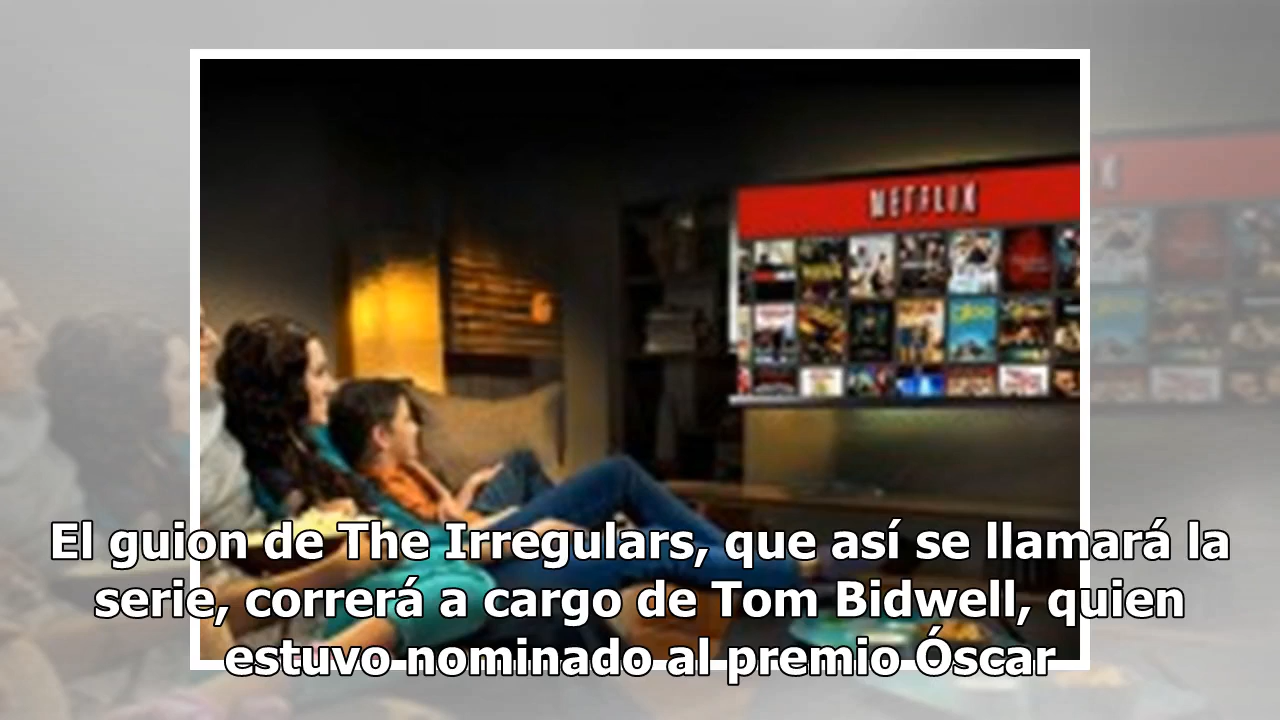 NETFLIX
glee
El guion de The Irregulars, que así se llamará la
serie, correrá a cargo de Tom Bidwell, quien
estuvo nominado al premio Óscar